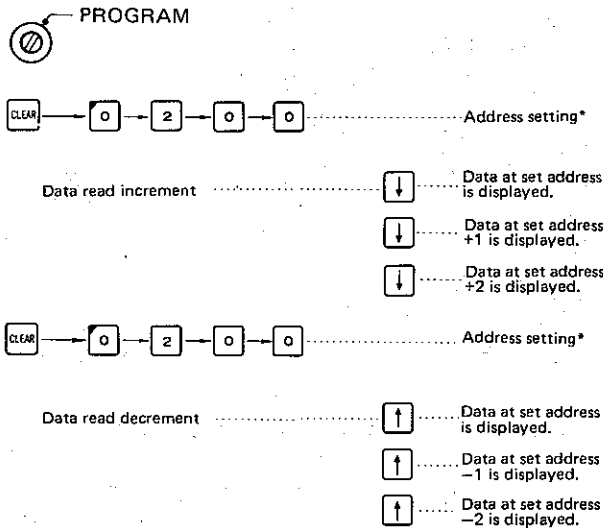 PROGRAM
CLEAR 0 2 0 0 Address setting*
Data read increment ↓ Data at set address
is displayed.
↓ Data at set address
+1 is displayed.
↓ Data at set address
+2 is displayed.
CLEAR 0 2 0 0 Address setting*
Data read decrement ↑ Data at set address
is displayed.
↑ Data at set address
−1 is displayed.
↑ Data at set address
−2 is displayed.